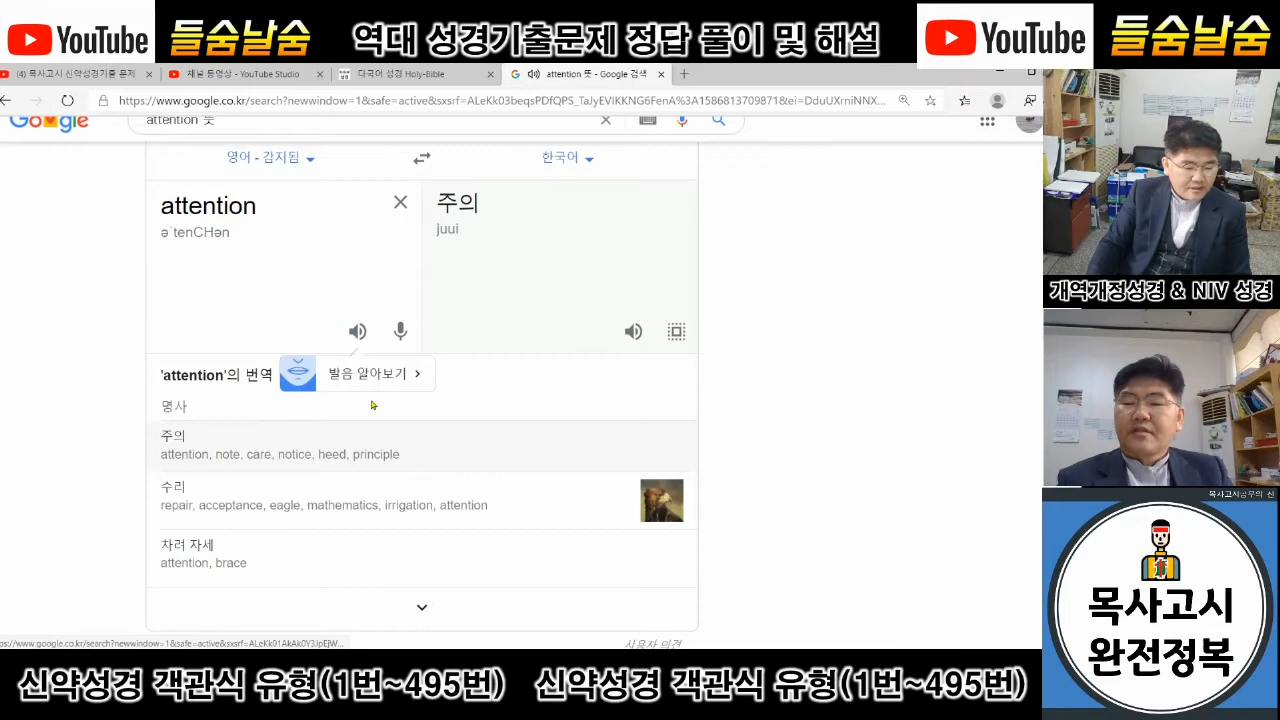 YouTube 들숨날숨 역대 성경기출문제 정답 풀이 및 해설 YouTube 들숨날숨
(4) 목사고시 신약성경기출 문제 × 채널 동영상 - YouTube Studio × 다국어 성경 Holy-Bible × attention 뜻 - Google 검색 × +
https://www.google.co.kr/search?newwindow=1&safe=active&sxsrf=ALeKk03beqsPDfQPS_TaJyEVIKKNG6FenA%3A1586813709871&ei=DduUXrniNNX...
Google attention 뜻
영어 - 감지됨 한국어
attention
əˈtenCHən
주의
juui
'attention'의 번역 발음 알아보기
명사
주의
attention, note, care, notice, heed, principle
수리
repair, acceptance, eagle, mathematics, irrigation, attention
차려 자세
attention, brace
사용자 의견
개역개정성경 & NIV 성경
목사고시
완전정복
신약성경 객관식 유형(1번~495번) 신약성경 객관식 유형(1번~495번)